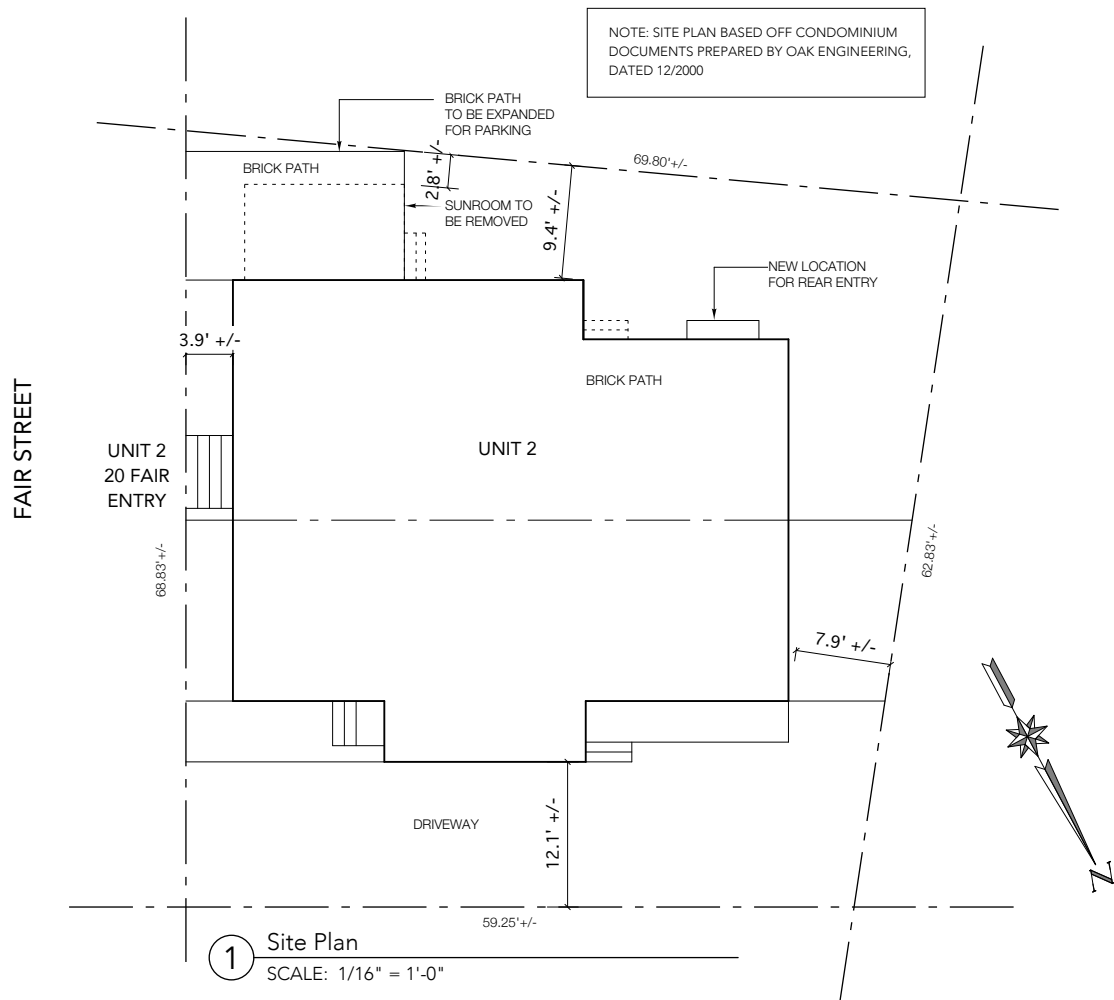 NOTE: SITE PLAN BASED OFF CONDOMINIUM
DOCUMENTS PREPARED BY OAK ENGINEERING,
DATED 12/2000
BRICK PATH
TO BE EXPANDED
FOR PARKING
69.80'+/-
BRICK PATH
2.8' +/-
SUNROOM TO
BE REMOVED
9.4' +/-
NEW LOCATION
FOR REAR ENTRY
3.9' +/-
BRICK PATH
FAIR STREET
UNIT 2
20 FAIR
ENTRY
UNIT 2
68.83'+/-
62.83'+/-
7.9' +/-
12.1' +/-
DRIVEWAY
N
59.25'+/-
1
Site Plan
SCALE: 1/16" = 1'-0"